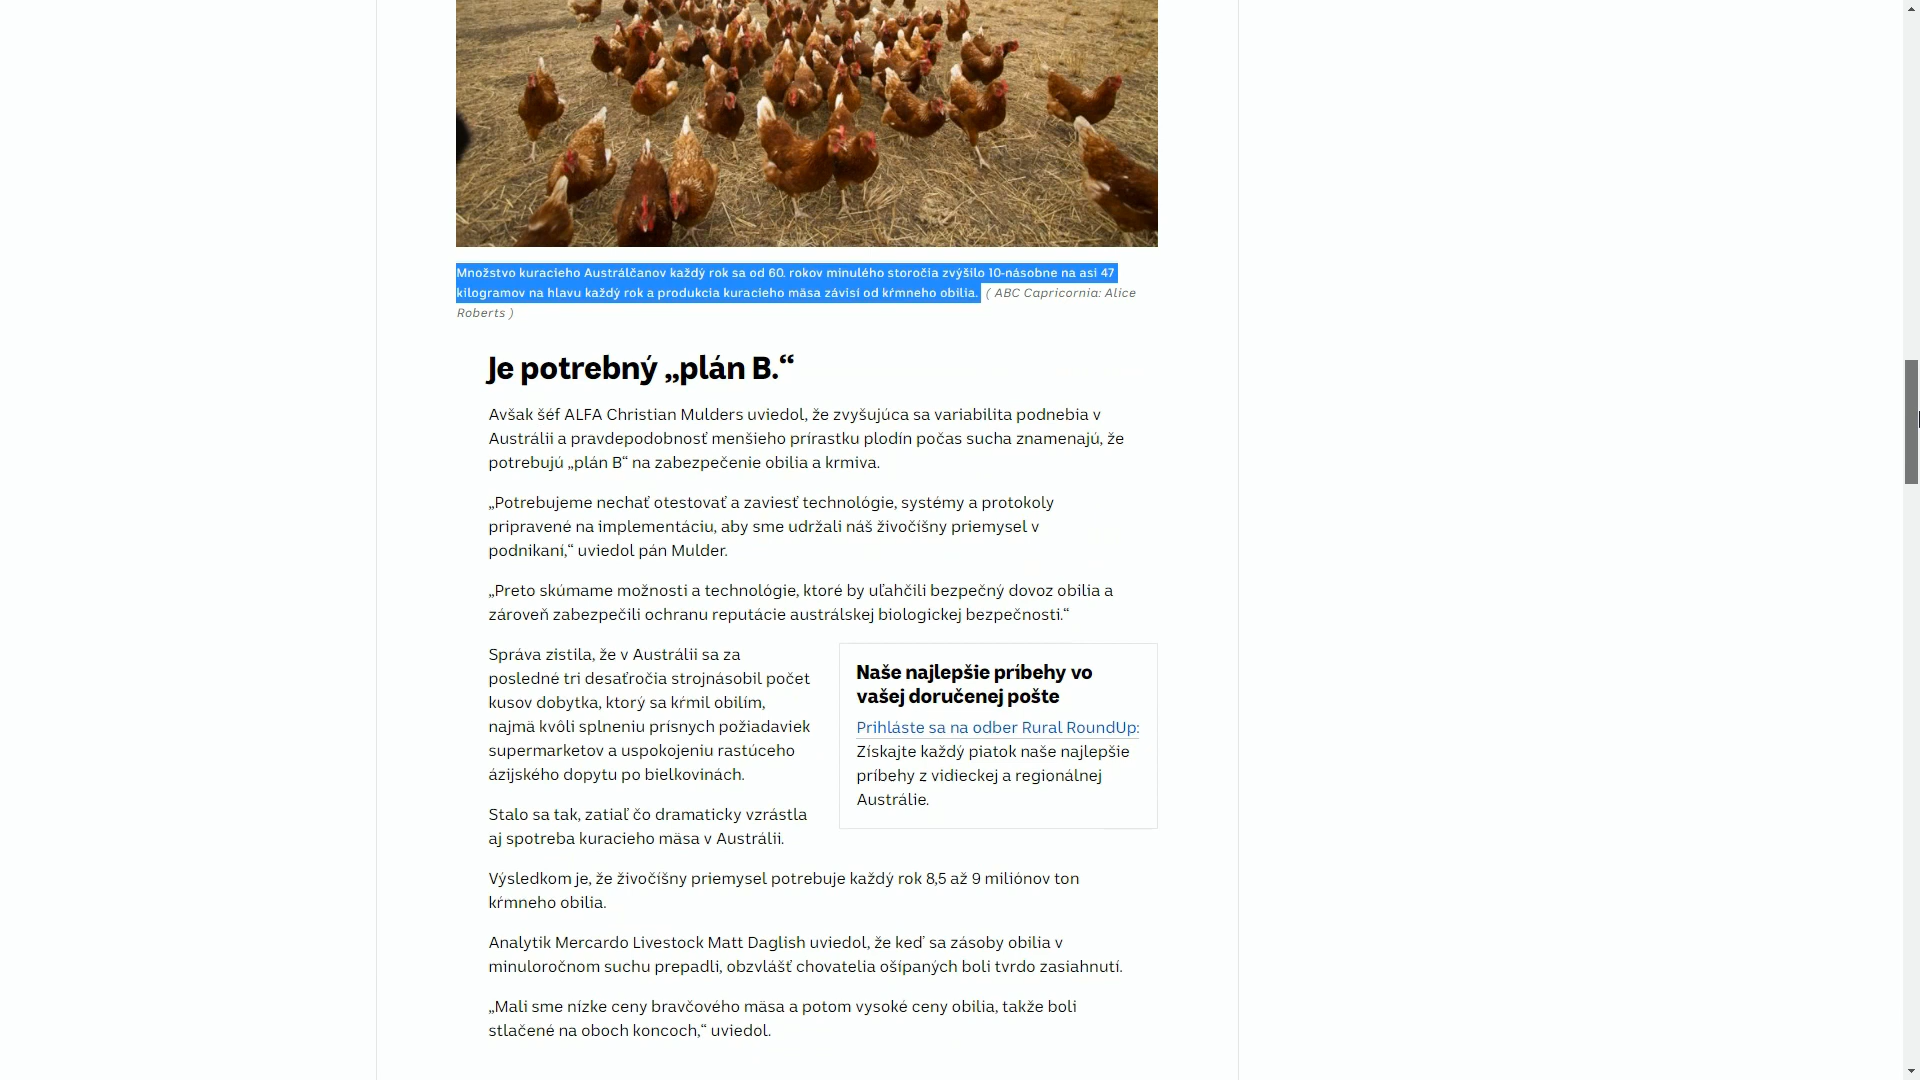 Množstvo kuracieho Austrálčanov každý rok sa od 60. rokov minulého storočia zvýšilo 10-násobne na asi 47
kilogramov na hlavu každý rok a produkcia kuracieho mäsa závisí od kŕmneho obilia. ( ABC Capricornia: Alice
Roberts )
Je potrebný „plán B.“
Avšak šéf ALFA Christian Mulders uviedol, že zvyšujúca sa variabilita podnebia v
Austrálii a pravdepodobnosť menšieho prírastku plodín počas sucha znamenajú, že
potrebujú „plán B“ na zabezpečenie obilia a krmiva.
„Potrebujeme nechať otestovať a zaviesť technológie, systémy a protokoly
pripravené na implementáciu, aby sme udržali náš živočíšny priemysel v
podnikaní,“ uviedol pán Mulder.
„Preto skúmame možnosti a technológie, ktoré by uľahčili bezpečný dovoz obilia a
zároveň zabezpečili ochranu reputácie austrálskej biologickej bezpečnosti.“
Správa zistila, že v Austrálii sa za
posledné tri desaťročia strojnásobil počet
kusov dobytka, ktorý sa kŕmil obilím,
najmä kvôli splneniu prísnych požiadaviek
supermarketov a uspokojeniu rastúceho
ázijského dopytu po bielkovinách.
Stalo sa tak, zatiaľ čo dramaticky vzrástla
aj spotreba kuracieho mäsa v Austrálii.
Naše najlepšie príbehy vo
vašej doručenej pošte
Prihláste sa na odber Rural RoundUp:
Získajte každý piatok naše najlepšie
príbehy z vidieckej a regionálnej
Austrálie.
Výsledkom je, že živočíšny priemysel potrebuje každý rok 8,5 až 9 miliónov ton
kŕmneho obilia.
Analytik Mercardo Livestock Matt Daglish uviedol, že keď sa zásoby obilia v
minuloročnom suchu prepadli, obzvlášť chovatelia ošípaných boli tvrdo zasiahnutí.
„Mali sme nízke ceny bravčového mäsa a potom vysoké ceny obilia, takže boli
stlačené na oboch koncoch,“ uviedol.